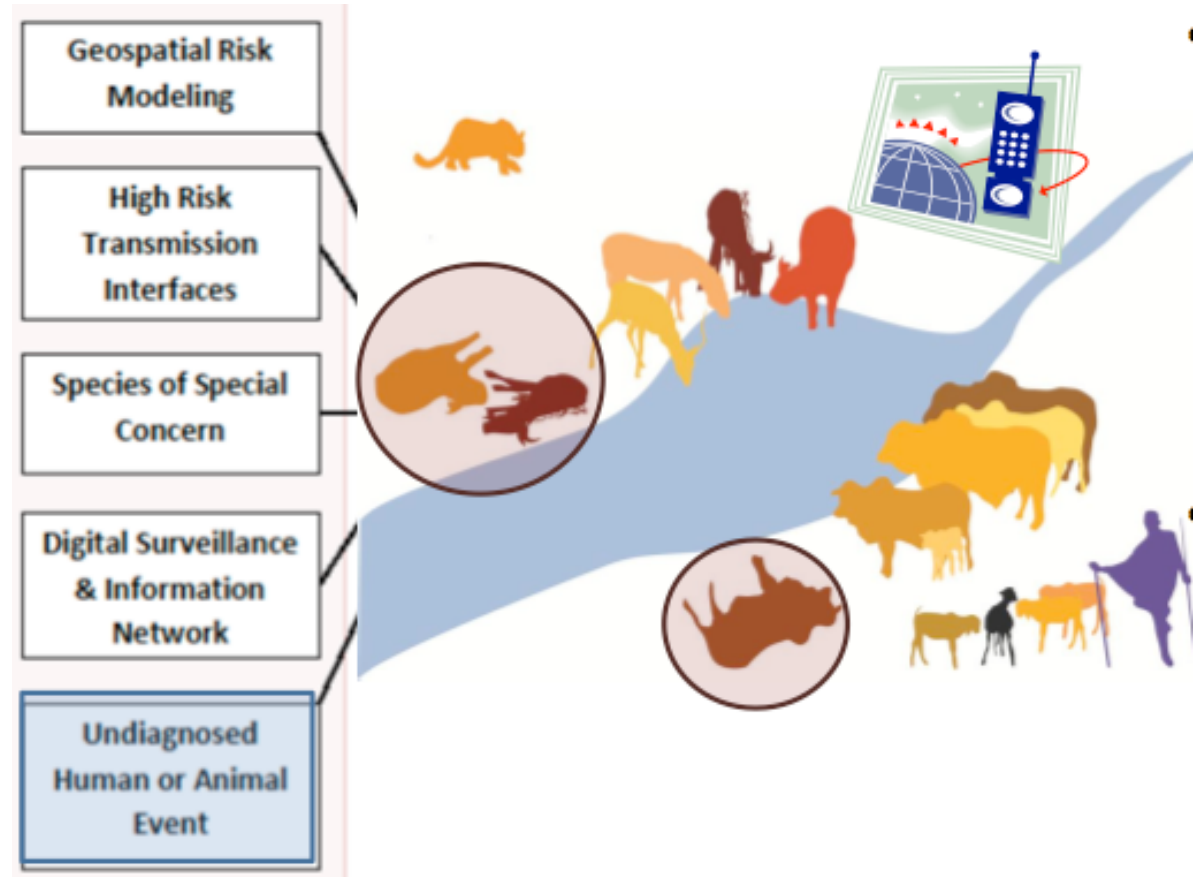 Geospatial Risk
Modeling
High Risk
Transmission
Interfaces
Species of Special
Concern
Digital Surveillance
& Information
Network
Undiagnosed
Human or Animal
Event